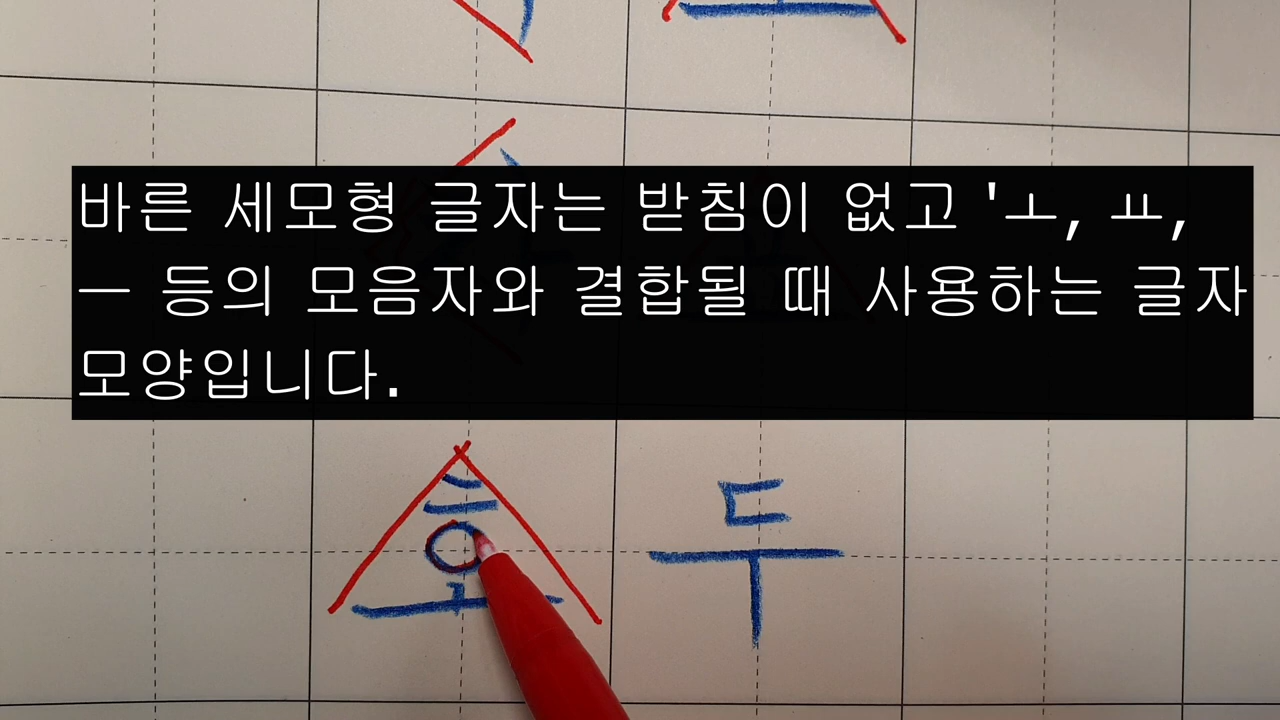 바른 세모형 글자는 받침이 없고 'ㅗ, ㅛ,
ㅡ 등의 모음자와 결합될 때 사용하는 글자
모양입니다.
호 두